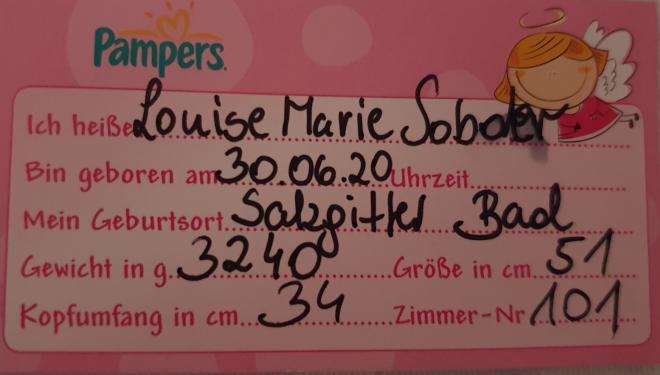 Pampers.
Ich heiße Louise Marie
Bin geboren am 30.06.20 Uhrzeit
Mein Geburtsort Salzgitter Bad
Gewicht in g. 3240 Größe in cm. 51
Kopfumfang in cm 34 Zimmer-Nr 101